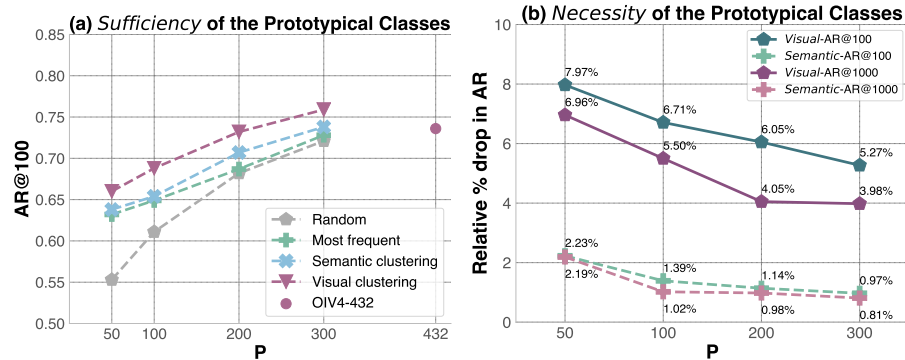 (a) Sufficiency of the Prototypical Classes
0.85
0.80
0.75
0.70
0.65
0.60
0.55
0.50
AR@100
50
100
200
300
432
P
Random
Most frequent
Semantic clustering
Visual clustering
OIV4-432
(b) Necessity of the Prototypical Classes
10
8
6
4
2
0
Relative % drop in AR
50
100
200
300
P
Visual-AR@100
Semantic-AR@100
Visual-AR@1000
Semantic-AR@1000
7.97%
6.71%
6.05%
5.27%
6.96%
5.50%
4.05%
3.98%
2.23%
1.39%
1.14%
0.97%
2.19%
1.02%
0.98%
0.81%